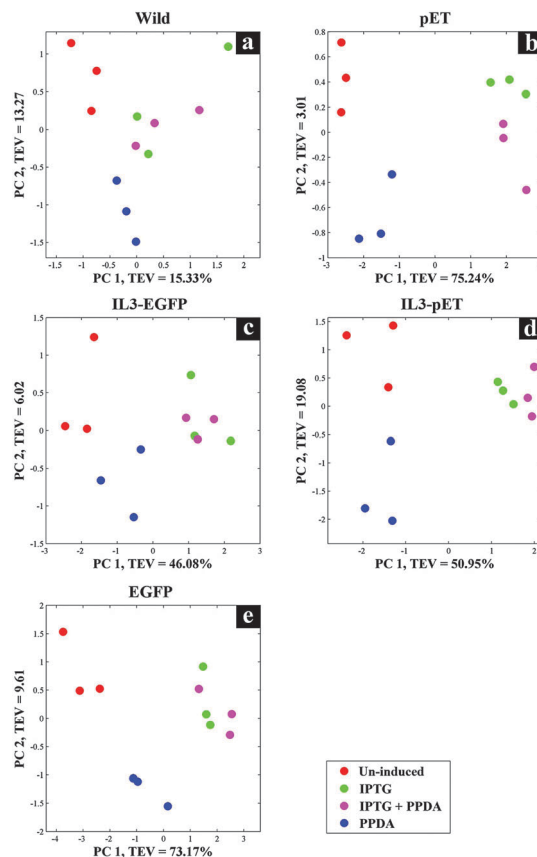 Wild
a
1.5
1
0.5
0
-0.5
-1
-1.5
-1.5 -1 -0.5 0 0.5 1 1.5
PC 2, TEV = 13.27
PC 1, TEV = 15.33%
pET
b
0.8
0.6
0.4
0.2
0
-0.2
-0.4
-0.6
-0.8
-1
-2 -1 0 1 2
PC 2, TEV = 3.01
PC 1, TEV = 75.24%
IL3-EGFP
c
1.5
1
0.5
0
-0.5
-1
-1.5
-3 -2 -1 0 1 2 3
PC 2, TEV = 6.02
PC 1, TEV = 46.08%
IL3-pET
d
1.5
1
0.5
0
-0.5
-1
-1.5
-2
-2 -1 0 1 2
PC 2, TEV = 19.08
PC 1, TEV = 50.95%
EGFP
e
2
1.5
1
0.5
0
-0.5
-1
-1.5
-2
-4 -3 -2 -1 0 1 2 3
PC 2, TEV = 9.61
PC 1, TEV = 73.17%
Un-induced
IPTG
IPTG + PPDA
PPDA